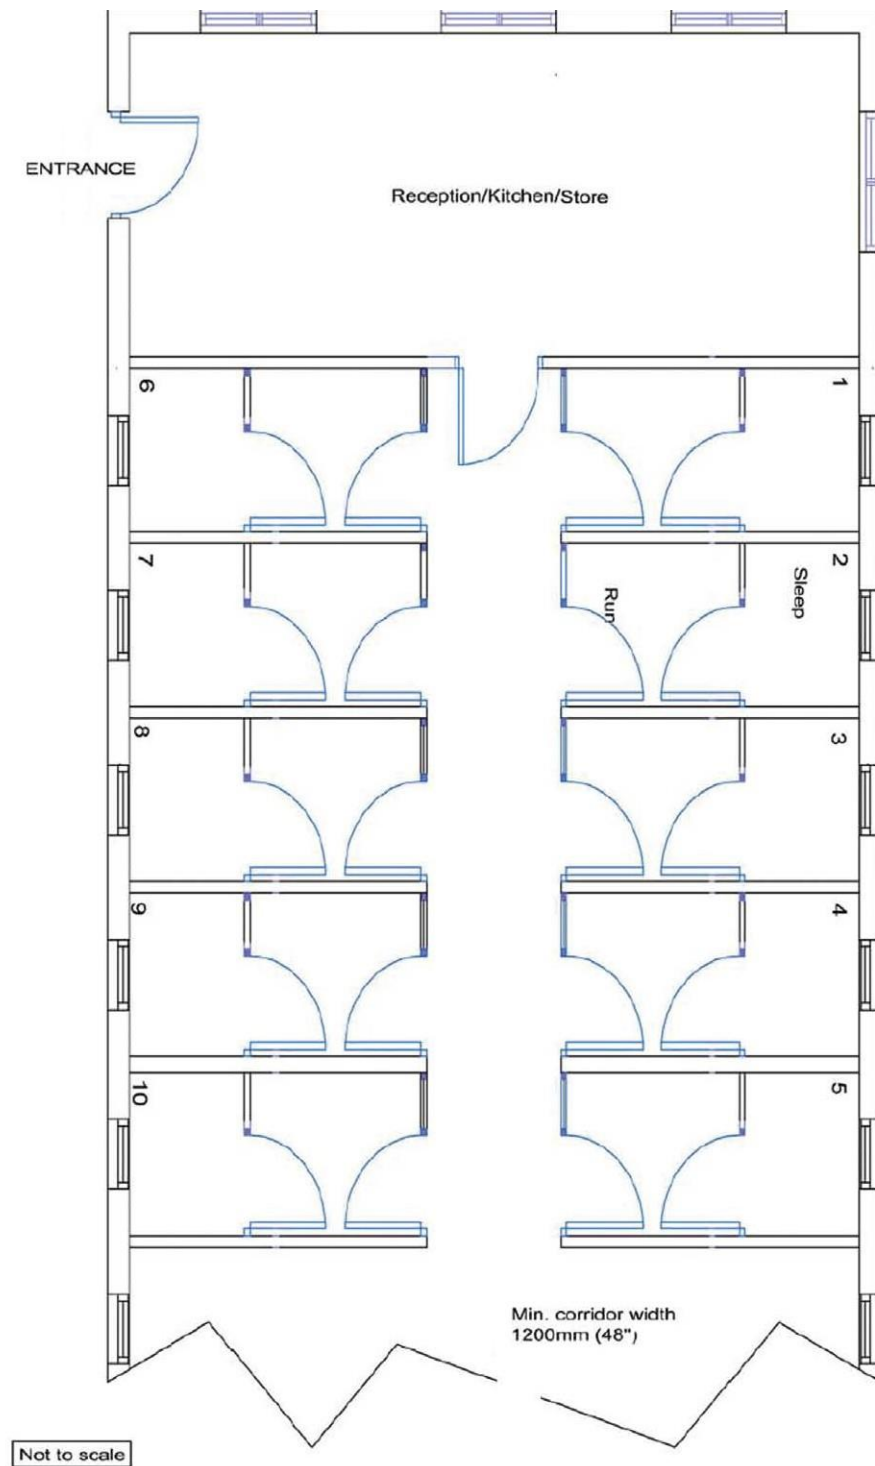 ENTRANCE
Reception/Kitchen/Store
6
1
7
2
Sleep
Run
8
3
9
4
10
5
Min. corridor width
1200mm (48")
Not to scale